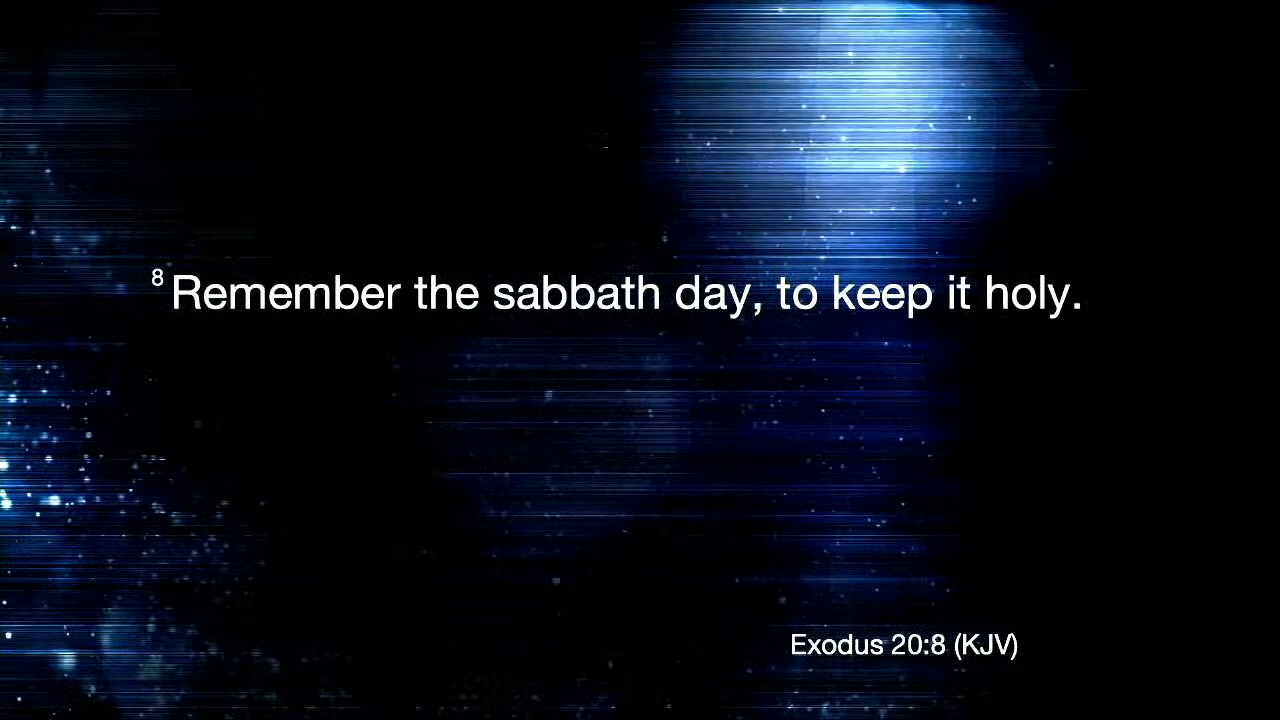 8 Remember the sabbath day, to keep it holy.
Exodus 20:8 (KJV)